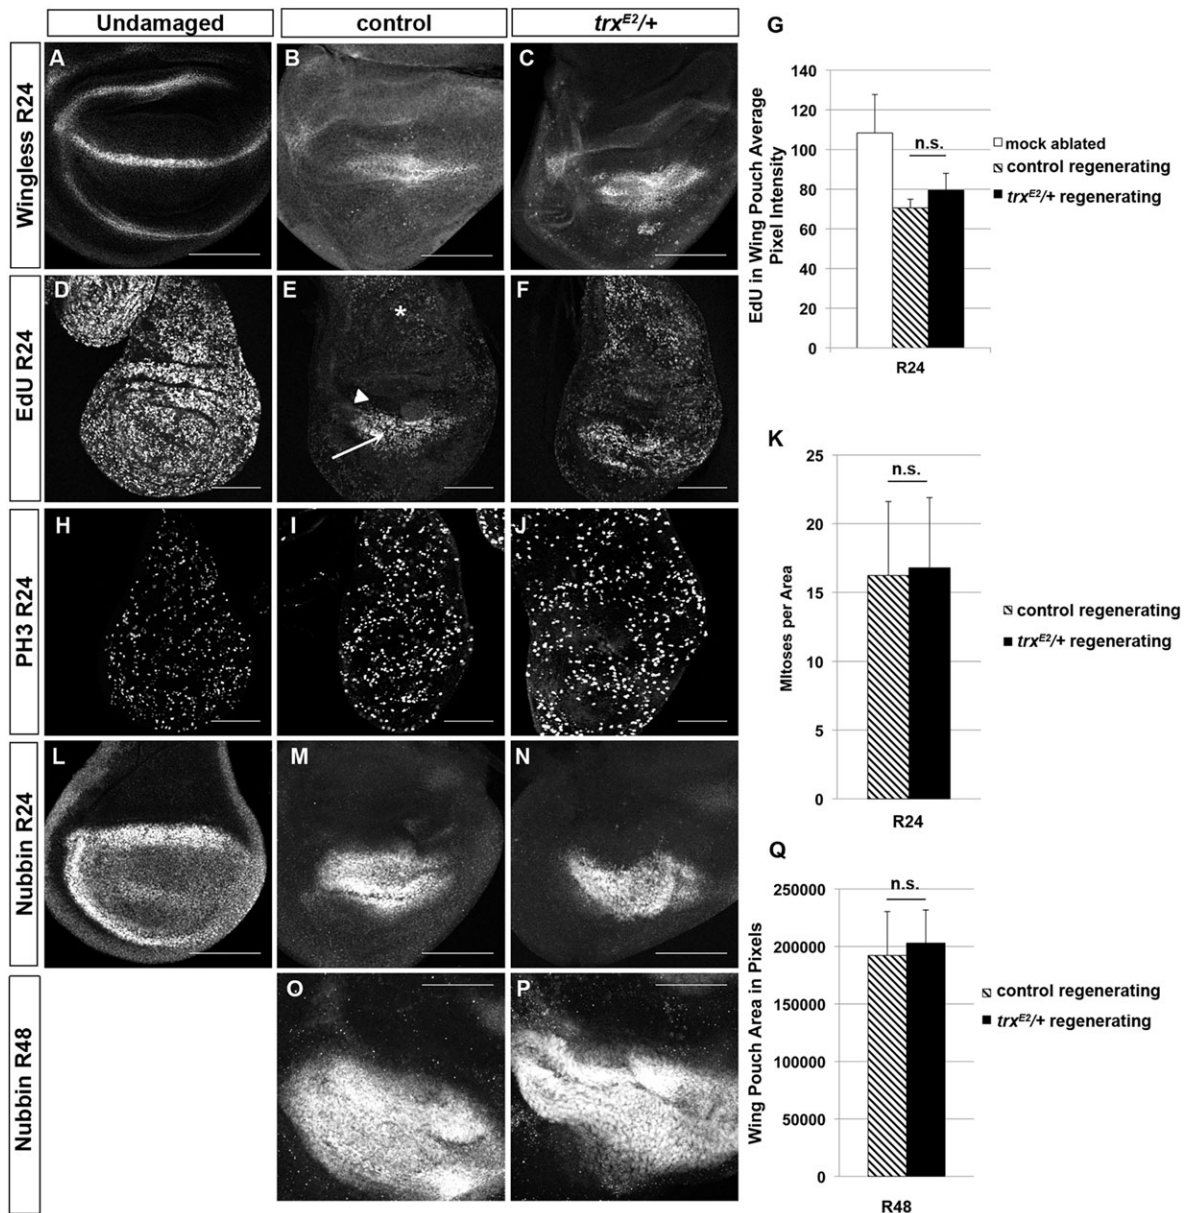 Undamaged
control
trxE2/+
Wingless R24
A
B
C
EdU R24
D
E
*
F
PH3 R24
H
I
J
Nubbin R24
L
M
N
Nubbin R48
O
P
G
EdU in Wing Pouch Average
Pixel Intensity
140
120
100
80
60
40
20
0
n.s.
R24
mock ablated
control regenerating
trxE2/+ regenerating
K
MItoses per Area
25
20
15
10
5
0
n.s.
R24
control regenerating
trxE2/+ regenerating
Q
Wing Pouch Area in Pixels
250000
200000
150000
100000
50000
0
n.s.
R48
control regenerating
trxE2/+ regenerating